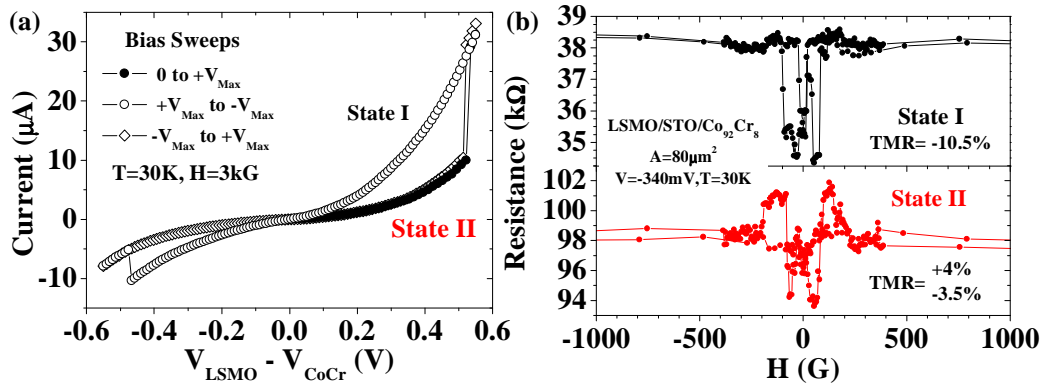 (a)
Current (μA)
30
20
10
0
-10
Bias Sweeps
0 to +V_Max
+V_Max to -V_Max
-V_Max to +V_Max
T=30K, H=3kG
State I
State II
-0.6 -0.4 -0.2 0.0 0.2 0.4 0.6
V_LSMO - V_CoCr (V)
(b)
Resistance (kΩ)
39
38
37
36
35
LSMO/STO/Co₉₂Cr₈
A=80μm²
V=-340mV,T=30K
State I
TMR= -10.5%
102
100
98
96
94
State II
TMR= +4%
-3.5%
-1000 -500 0 500 1000
H (G)